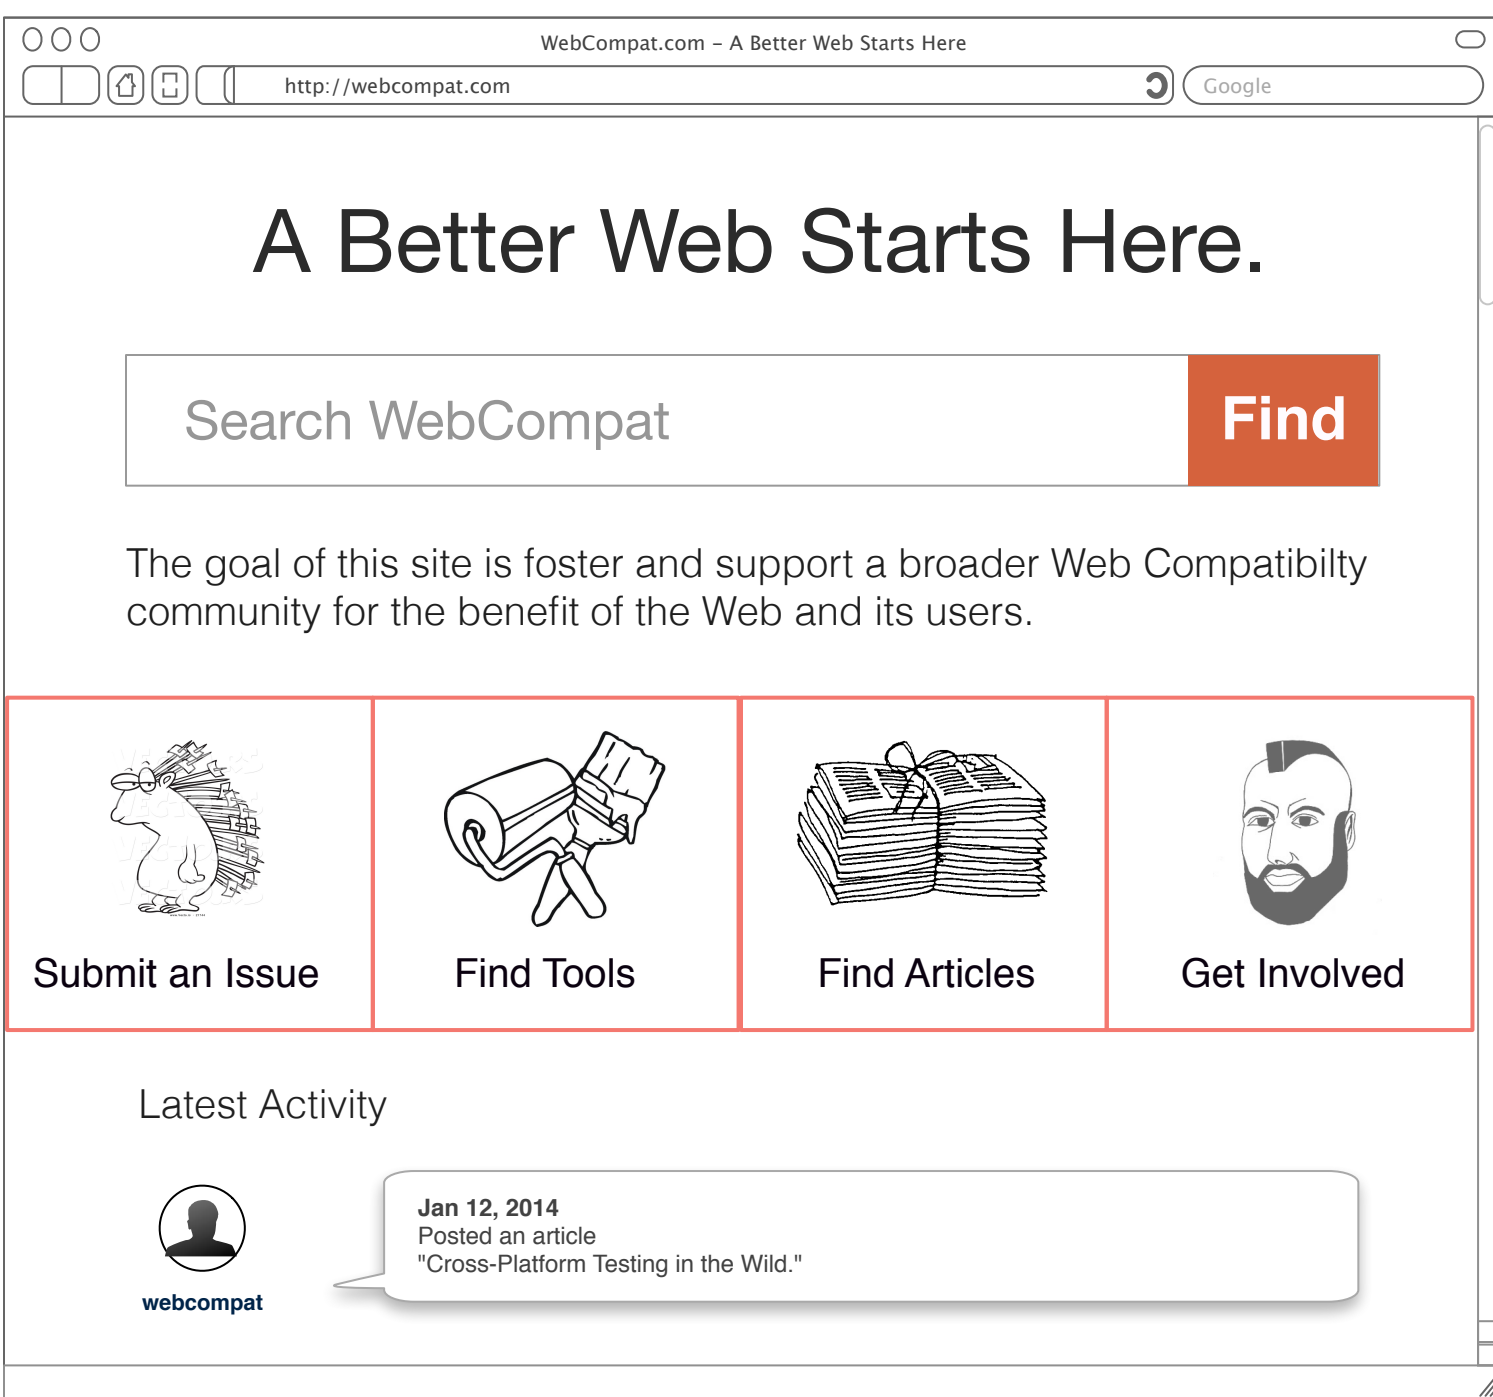 WebCompat.com – A Better Web Starts Here
http://webcompat.com
Google
A Better Web Starts Here.
Search WebCompat
Find
The goal of this site is foster and support a broader Web Compatibilty
community for the benefit of the Web and its users.
Submit an Issue
Find Tools
Find Articles
Get Involved
Latest Activity
Jan 12, 2014
Posted an article
"Cross-Platform Testing in the Wild."
webcompat